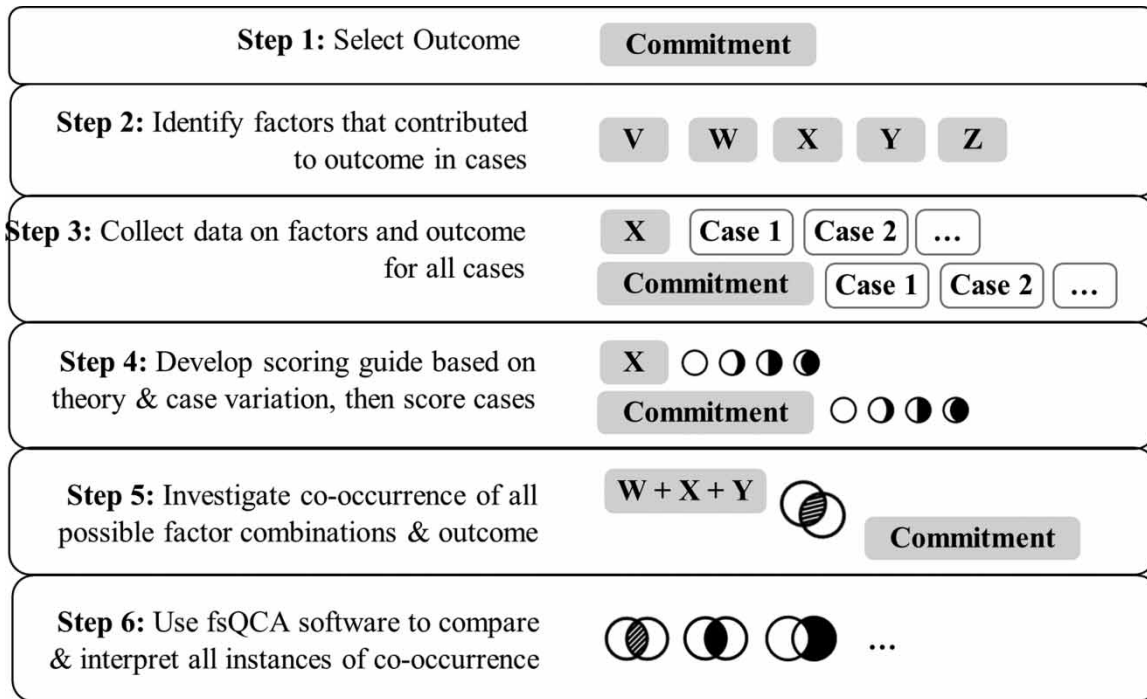 Step 1: Select Outcome
Commitment
Step 2: Identify factors that contributed
to outcome in cases
V W X Y Z
Step 3: Collect data on factors and outcome
for all cases
X Case 1 Case 2 ...
Commitment Case 1 Case 2 ...
Step 4: Develop scoring guide based on
theory & case variation, then score cases
X
Commitment
Step 5: Investigate co-occurrence of all
possible factor combinations & outcome
W + X + Y
Commitment
Step 6: Use fsQCA software to compare
& interpret all instances of co-occurrence
...